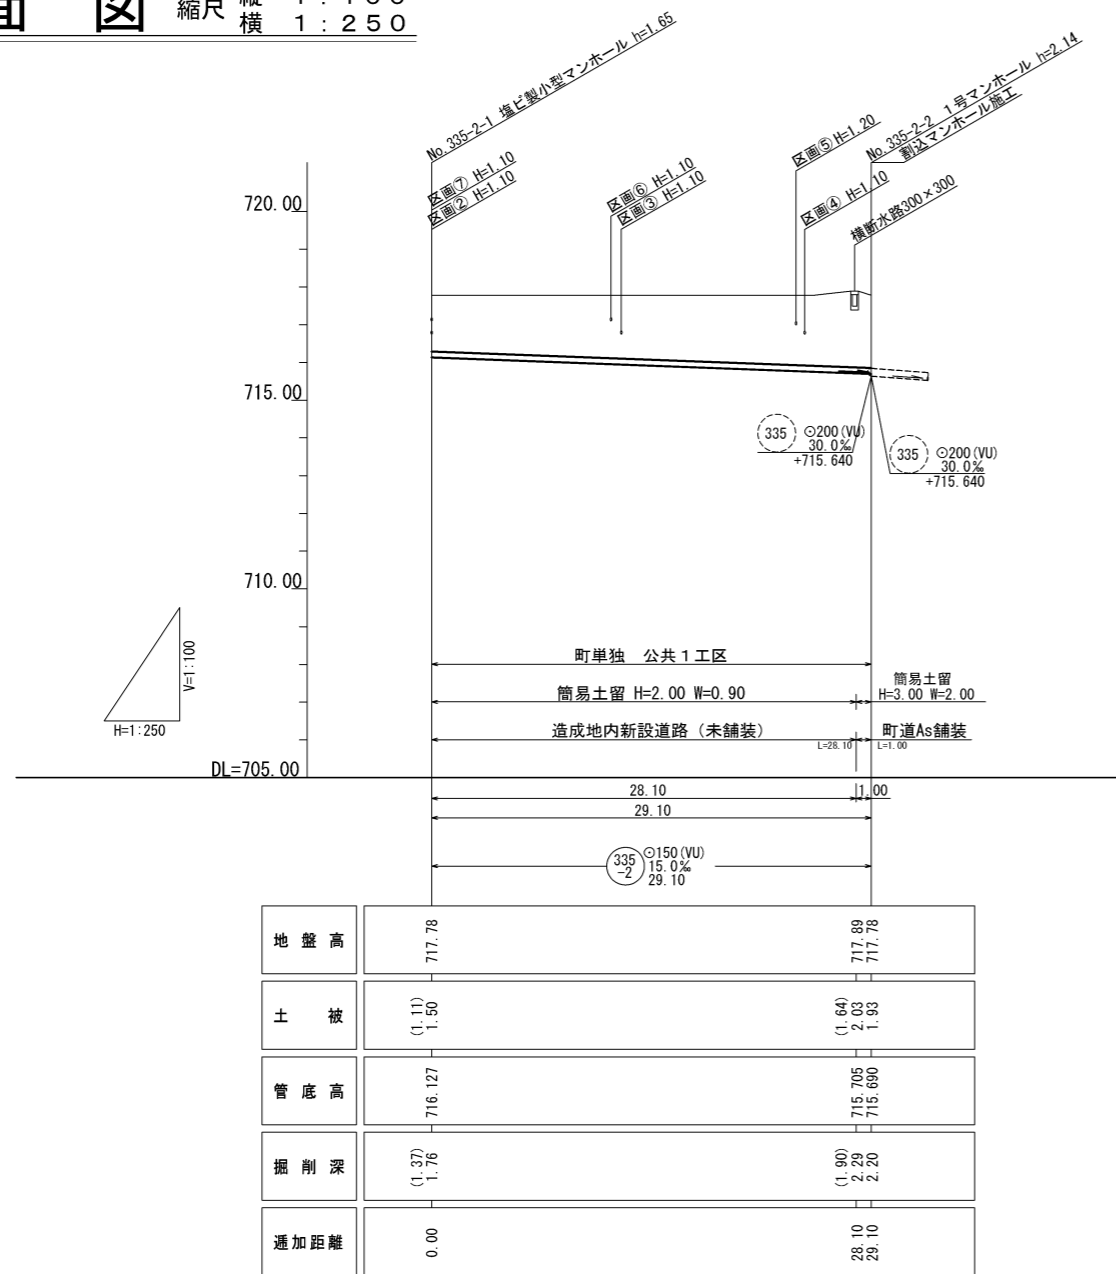 面 図
縮尺
縦 1:100
横 1:250
No.335-2-1 塩ビ製小型マンホール h=1.65
区画⑦ H=1.10
区画② H=1.10
区画⑥ H=1.10
区画③ H=1.10
区画⑤ H=1.20
区画④ H=1.10
No.335-2-2 1号マンホール h=2.14
割込マンホール施工
横断水路300×300
720.00
715.00
710.00
DL=705.00
335 ⊙200(VU)
30.0‰
+715.640
335 ⊙200(VU)
30.0‰
+715.640
V=1:100
H=1:250
町単独 公共1工区
簡易土留 H=2.00 W=0.90
簡易土留
H=3.00 W=2.00
造成地内新設道路(未舗装)
L=28.10
町道As舗装
L=1.00
28.10
1.00
29.10
335
-2
⊙150(VU)
15.0‰
29.10
地盤高
717.78
717.89
717.78
土被
(1.11)
1.50
(1.64)
2.03
1.93
管底高
716.127
715.705
715.690
掘削深
(1.37)
1.76
(1.90)
2.29
2.20
逓加距離
0.00
28.10
29.10